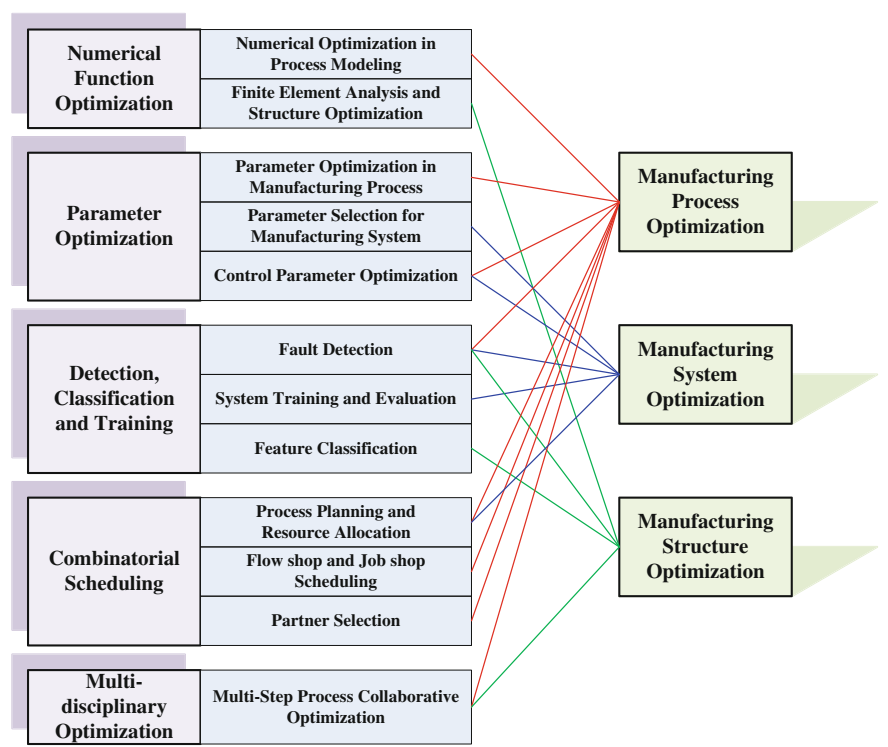 Numerical
Function
Optimization
Numerical Optimization in
Process Modeling
Finite Element Analysis and
Structure Optimization
Parameter
Optimization
Parameter Optimization in
Manufacturing Process
Parameter Selection for
Manufacturing System
Control Parameter Optimization
Detection,
Classification
and Training
Fault Detection
System Training and Evaluation
Feature Classification
Combinatorial
Scheduling
Process Planning and
Resource Allocation
Flow shop and Job shop
Scheduling
Partner Selection
Multi-
disciplinary
Optimization
Multi-Step Process Collaborative
Optimization
Manufacturing
Process
Optimization
Manufacturing
System
Optimization
Manufacturing
Structure
Optimization